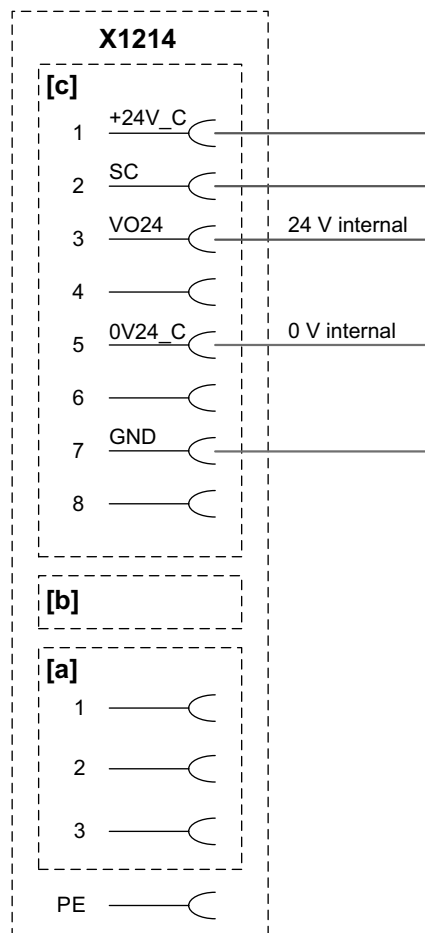 X1214
[c]
1 +24V_C
2 SC
3 VO24 24 V internal
4
5 0V24_C 0 V internal
6
7 GND
8
[b]
[a]
1
2
3
PE